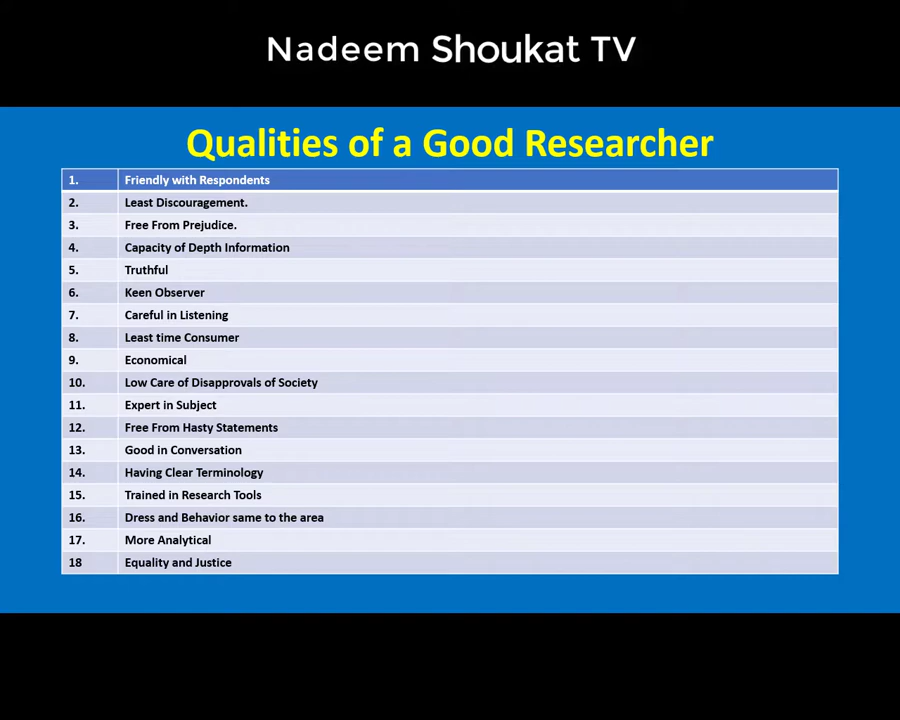 Nadeem Shoukat TV
Qualities of a Good Researcher
1. Friendly with Respondents
2. Least Discouragement.
3. Free From Prejudice.
4. Capacity of Depth Information
5. Truthful
6. Keen Observer
7. Careful in Listening
8. Least time Consumer
9. Economical
10. Low Care of Disapprovals of Society
11. Expert in Subject
12. Free From Hasty Statements
13. Good in Conversation
14. Having Clear Terminology
15. Trained in Research Tools
16. Dress and Behavior same to the area
17. More Analytical
18 Equality and Justice